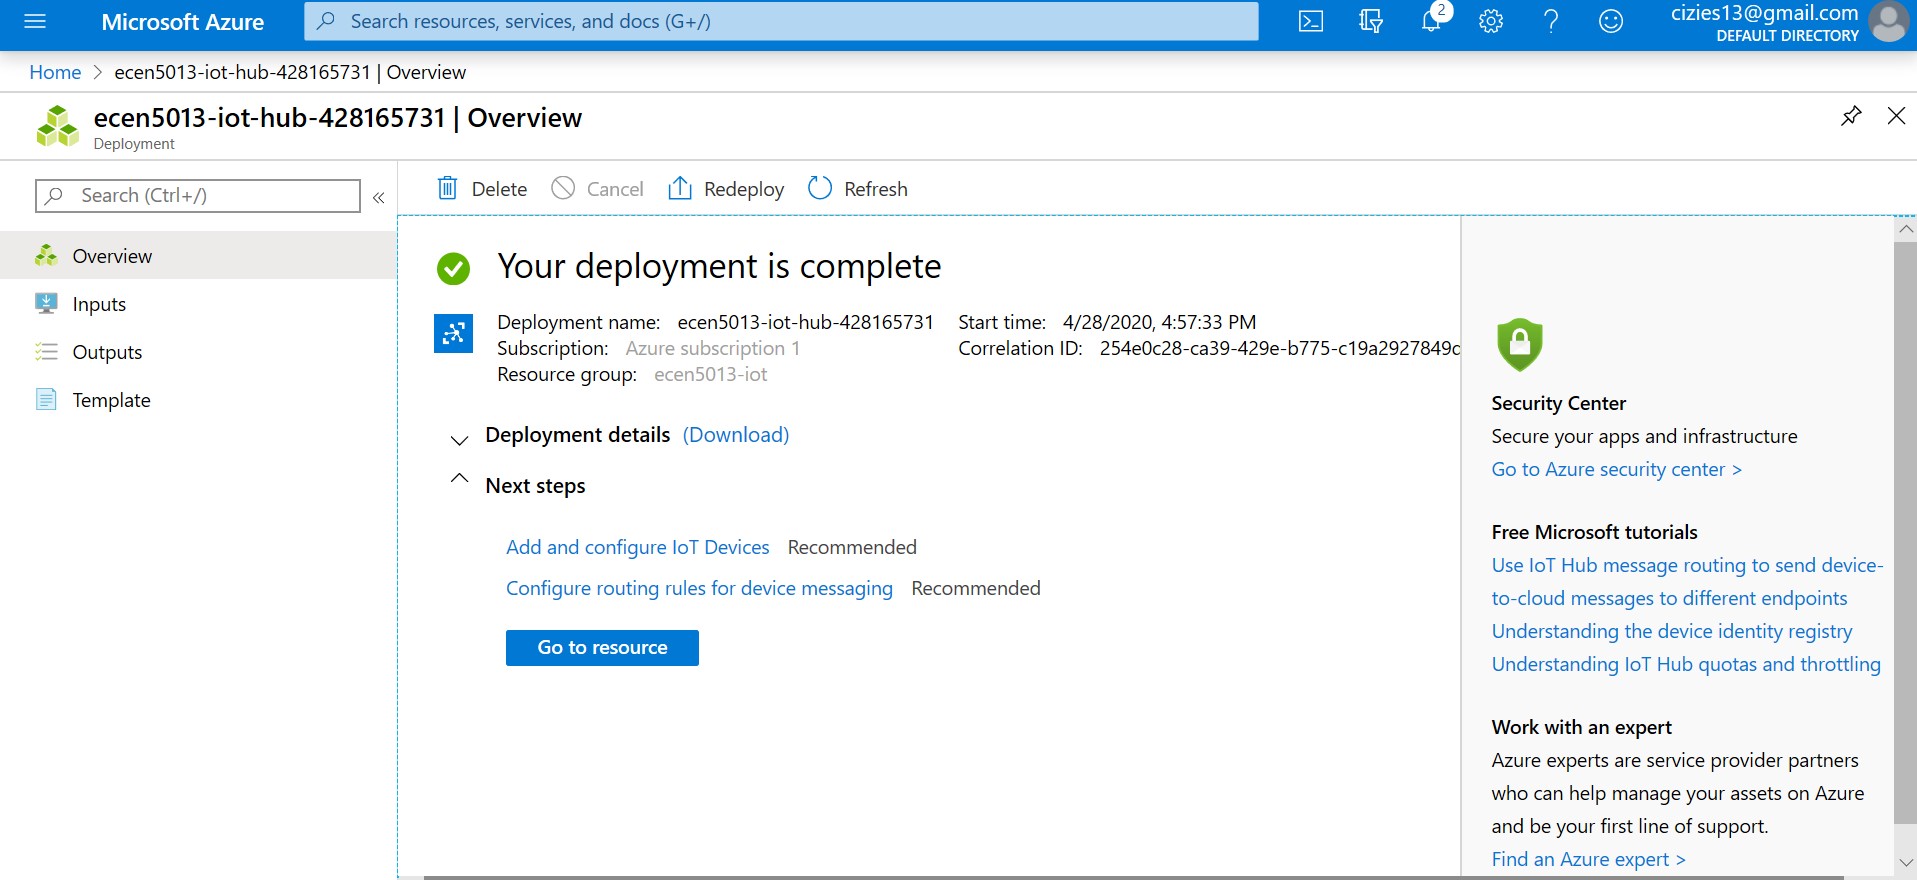 Microsoft Azure
Search resources, services, and docs (G+/)
2
cizies13@gmail.com
DEFAULT DIRECTORY
Home > ecen5013-iot-hub-428165731 | Overview
ecen5013-iot-hub-428165731 | Overview
Deployment
Search (Ctrl+/)
«
Overview
Inputs
Outputs
Template
Delete
Cancel
Redeploy
Refresh
Your deployment is complete
Deployment name: ecen5013-iot-hub-428165731
Subscription: Azure subscription 1
Resource group: ecen5013-iot
Start time: 4/28/2020, 4:57:33 PM
Correlation ID: 254e0c28-ca39-429e-b775-c19a2927849c
Deployment details (Download)
Next steps
Add and configure IoT Devices Recommended
Configure routing rules for device messaging Recommended
Go to resource
Security Center
Secure your apps and infrastructure
Go to Azure security center >
Free Microsoft tutorials
Use IoT Hub message routing to send device-
to-cloud messages to different endpoints
Understanding the device identity registry
Understanding IoT Hub quotas and throttling
Work with an expert
Azure experts are service provider partners
who can help manage your assets on Azure
and be your first line of support.
Find an Azure expert >